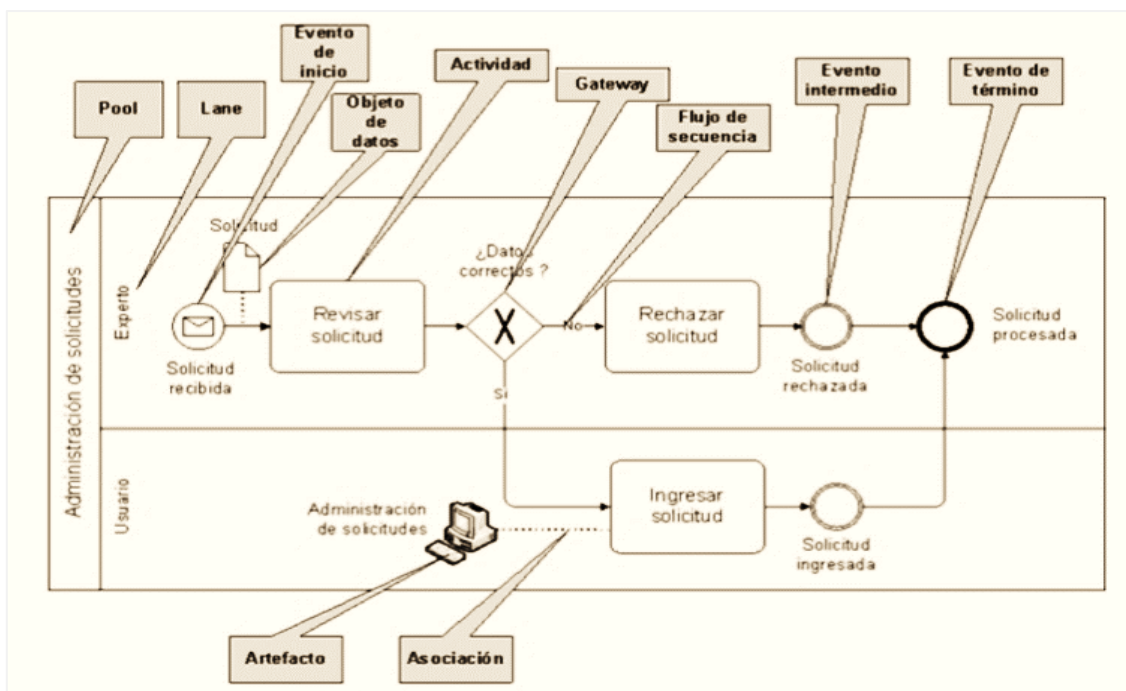 Evento
de
inicio
Actividad
Gateway
Evento
intermedio
Evento de
término
Pool
Lane
Objeto
de
datos
Flujo de
secuencia
Solicitud
¿Datos
correctos ?
Administración de solicitudes
Experto
Revisar
solicitud
No
Rechazar
solicitud
Solicitud
procesada
Solicitud
recibida
Solicitud
rechazada
Sí
Usuario
Administración
de solicitudes
Ingresar
solicitud
Solicitud
ingresada
Artefacto
Asociación